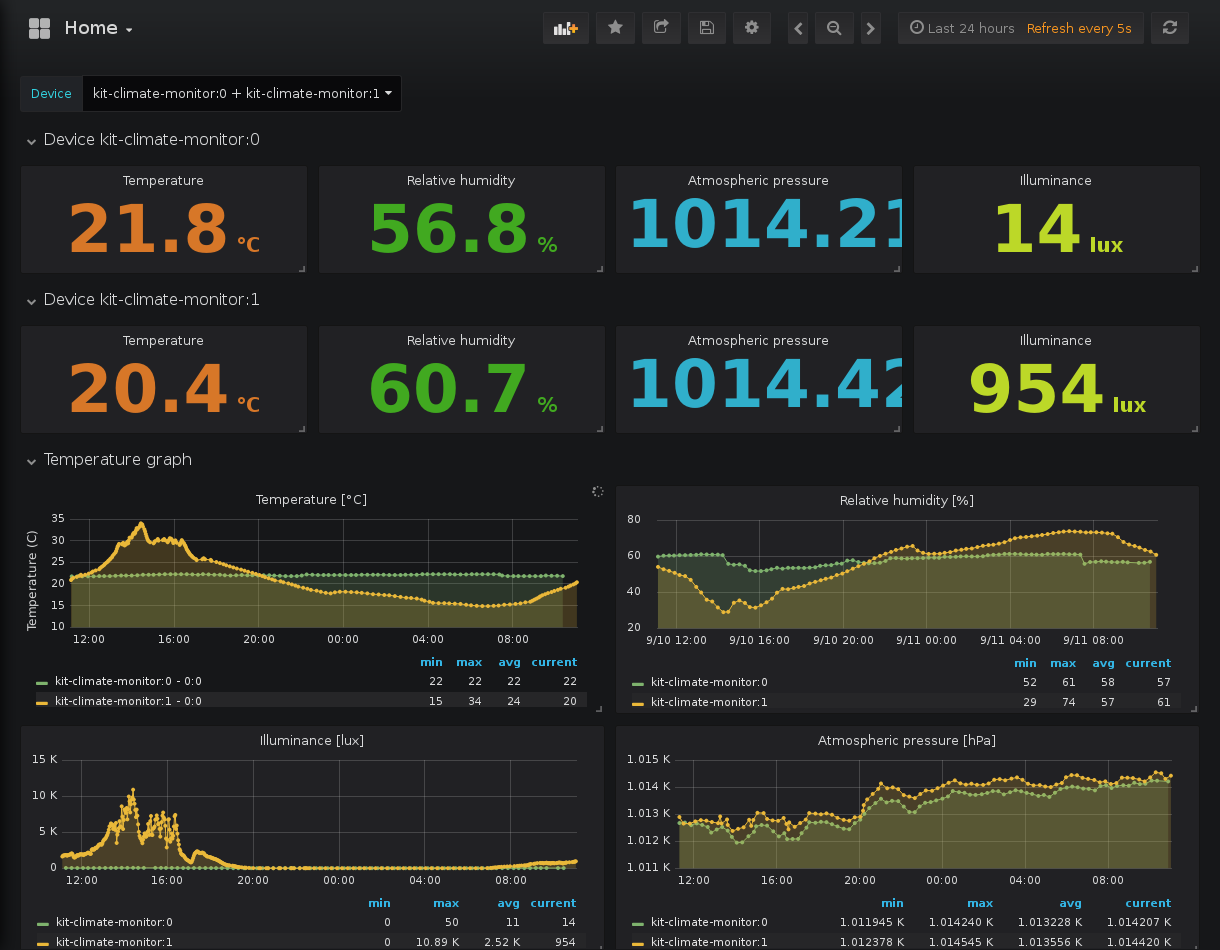 Home
Last 24 hours Refresh every 5s
Device kit-climate-monitor:0 + kit-climate-monitor:1
Device kit-climate-monitor:0
Temperature Relative humidity Atmospheric pressure Illuminance
21.8 °C 56.8 % 1014.21 14 lux
Device kit-climate-monitor:1
Temperature Relative humidity Atmospheric pressure Illuminance
20.4 °C 60.7 % 1014.42 954 lux
Temperature graph
Temperature [°C]
Temperature (C)
35
30
25
20
15
10
12:00 16:00 20:00 00:00 04:00 08:00
min max avg current
kit-climate-monitor:0 - 0:0 22 22 22 22
kit-climate-monitor:1 - 0:0 15 34 24 20
Relative humidity [%]
80
60
40
20
9/10 12:00 9/10 16:00 9/10 20:00 9/11 00:00 9/11 04:00 9/11 08:00
min max avg current
kit-climate-monitor:0 52 61 58 57
kit-climate-monitor:1 29 74 57 61
Illuminance [lux]
15 K
10 K
5 K
0
12:00 16:00 20:00 00:00 04:00 08:00
min max avg current
kit-climate-monitor:0 0 50 11 14
kit-climate-monitor:1 0 10.89 K 2.52 K 954
Atmospheric pressure [hPa]
1.015 K
1.014 K
1.013 K
1.012 K
1.011 K
12:00 16:00 20:00 00:00 04:00 08:00
min max avg current
kit-climate-monitor:0 1.011945 K 1.014240 K 1.013228 K 1.014207 K
kit-climate-monitor:1 1.012378 K 1.014545 K 1.013556 K 1.014420 K